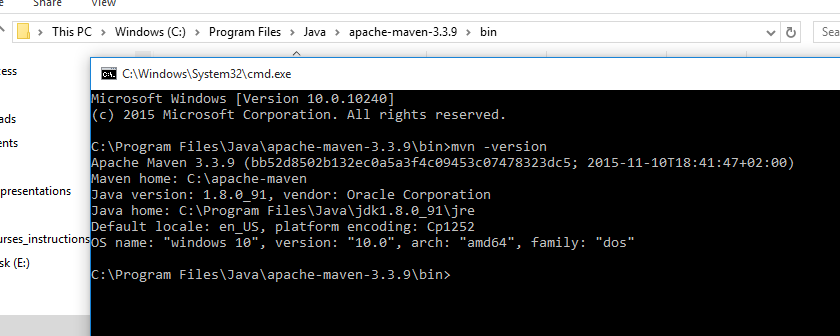 Share
View
This PC > Windows (C:) > Program Files > Java > apache-maven-3.3.9 > bin
Sea
cess
C:\Windows\System32\cmd.exe
Microsoft Windows [Version 10.0.10240]
(c) 2015 Microsoft Corporation. All rights reserved.
ads
ents
C:\Program Files\Java\apache-maven-3.3.9\bin>mvn -version
Apache Maven 3.3.9 (bb52d8502b132ec0a5a3f4c09453c07478323dc5; 2015-11-10T18:41:47+02:00)
Maven home: C:\apache-maven
Java version: 1.8.0_91, vendor: Oracle Corporation
presentations
Java home: C:\Program Files\Java\jdk1.8.0_91\jre
Default locale: en_US, platform encoding: Cp1252
urses_instructions
OS name: "windows 10", version: "10.0", arch: "amd64", family: "dos"
sk (E:)
C:\Program Files\Java\apache-maven-3.3.9\bin>